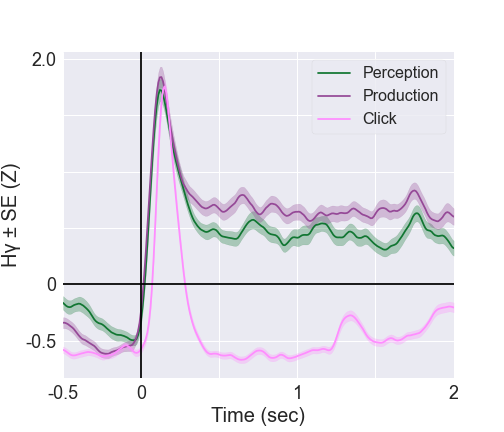 2.0
Perception
Production
Click
Hγ ± SE (Z)
0
-0.5
-0.5 0 1 2
Time (sec)